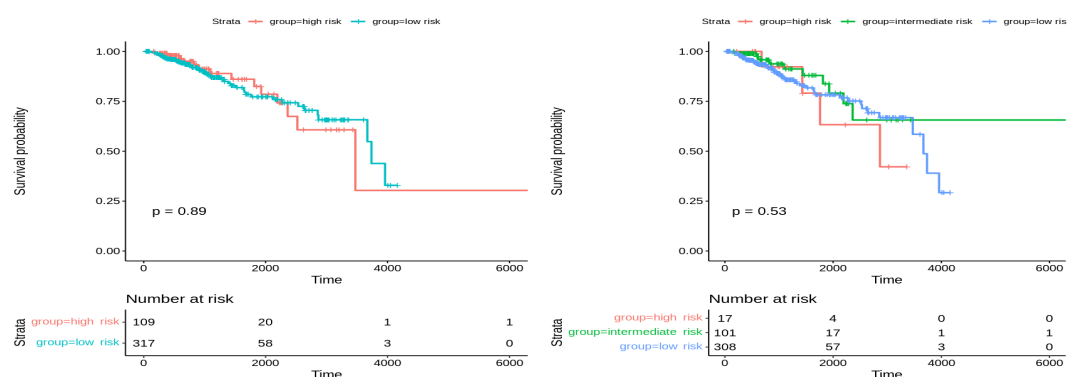 Strata group=high risk group=low risk
Survival probability
1.00
0.75
0.50
0.25
0.00
p = 0.89
0 2000 4000 6000
Time
Number at risk
Strata
group=high risk 109 20 1 1
group=low risk 317 58 3 0
0 2000 4000 6000
Time
Strata group=high risk group=intermediate risk group=low ris
Survival probability
1.00
0.75
0.50
0.25
0.00
p = 0.53
0 2000 4000 6000
Time
Number at risk
Strata
group=high risk 17 4 0 0
group=intermediate risk 101 17 1 1
group=low risk 308 57 3 0
0 2000 4000 6000
Time